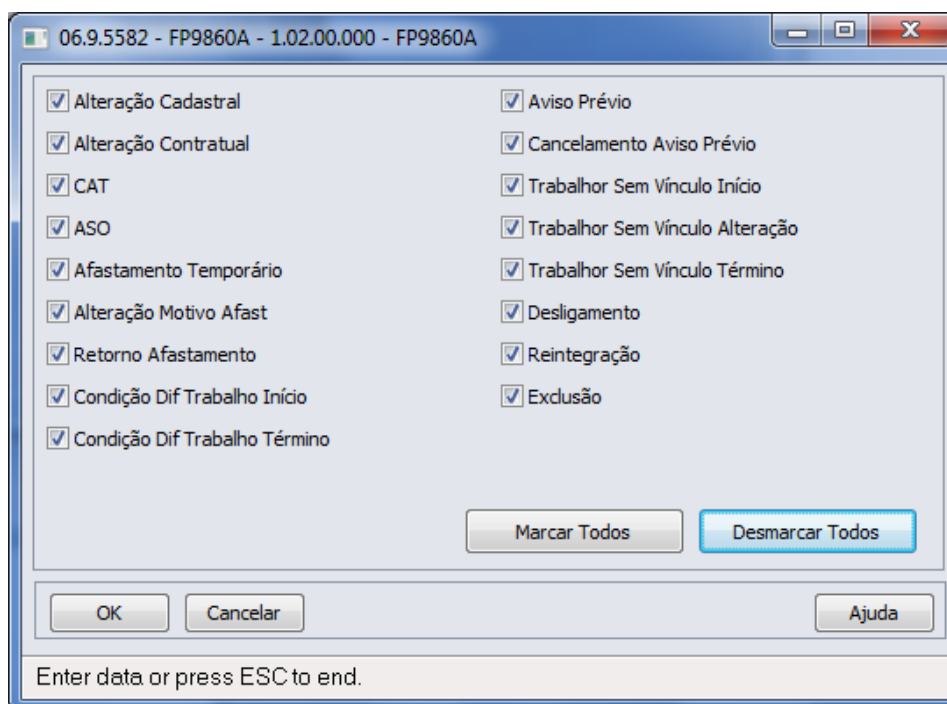 06.9.5582 - FP9860A - 1.02.00.000 - FP9860A
Alteração Cadastral
Alteração Contratual
CAT
ASO
Afastamento Temporário
Alteração Motivo Afast
Retorno Afastamento
Condição Dif Trabalho Início
Condição Dif Trabalho Término
Aviso Prévio
Cancelamento Aviso Prévio
Trabalhor Sem Vínculo Início
Trabalhor Sem Vínculo Alteração
Trabalhor Sem Vínculo Término
Desligamento
Reintegração
Exclusão
Marcar Todos
Desmarcar Todos
OK
Cancelar
Ajuda
Enter data or press ESC to end.